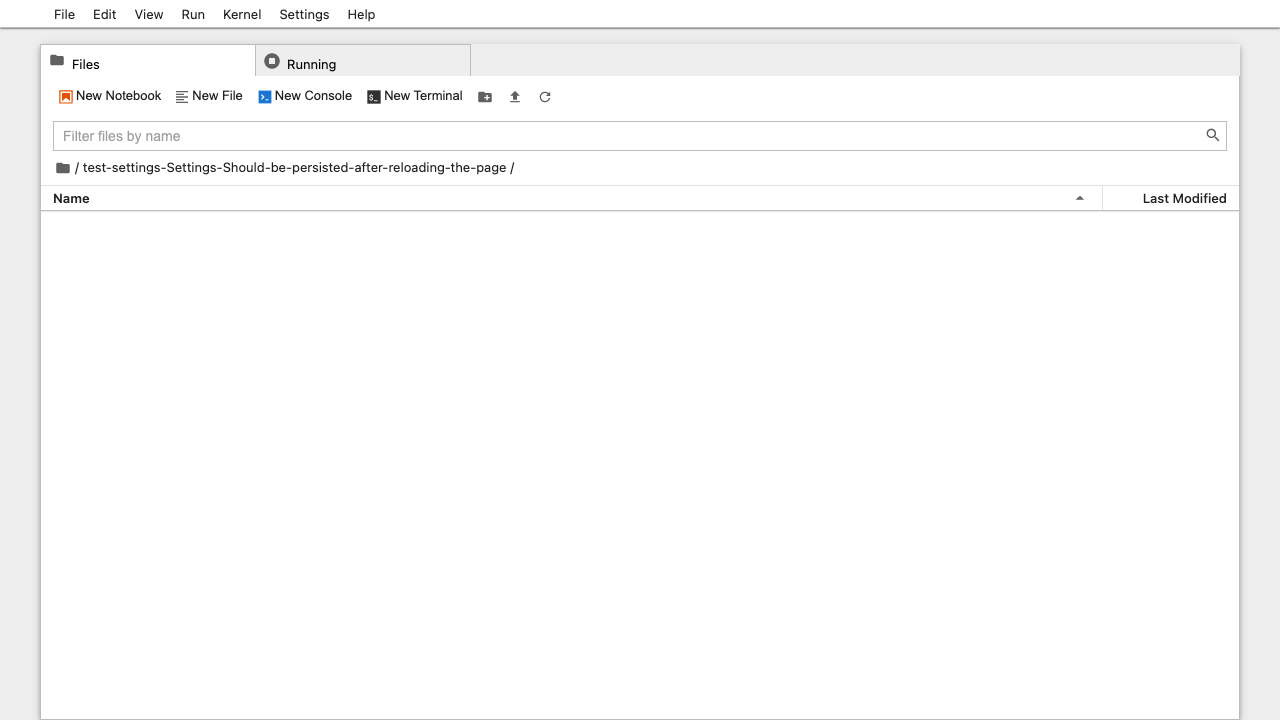 File Edit View Run Kernel Settings Help
Files Running
New Notebook New File New Console New Terminal
Filter files by name
/ test-settings-Settings-Should-be-persisted-after-reloading-the-page /
Name Last Modified